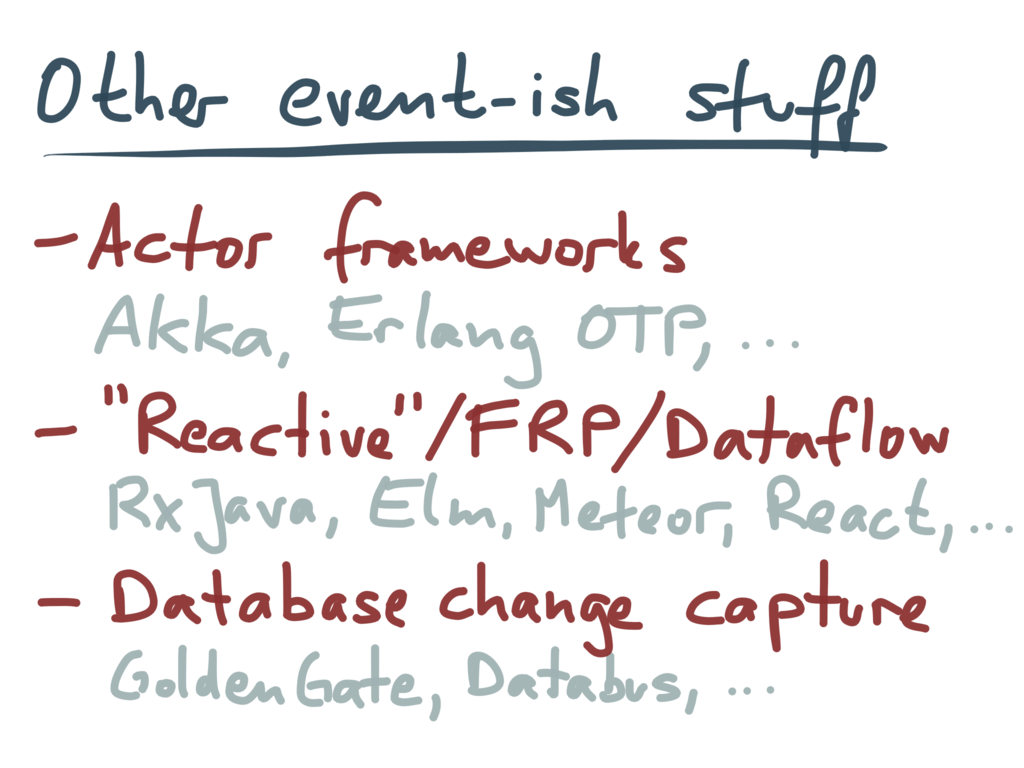 Other event-ish stuff
- Actor frameworks
Akka, Erlang OTP, ...
- "Reactive"/FRP/Dataflow
RxJava, Elm, Meteor, React, ...
- Database change capture
GoldenGate, Databus, ...